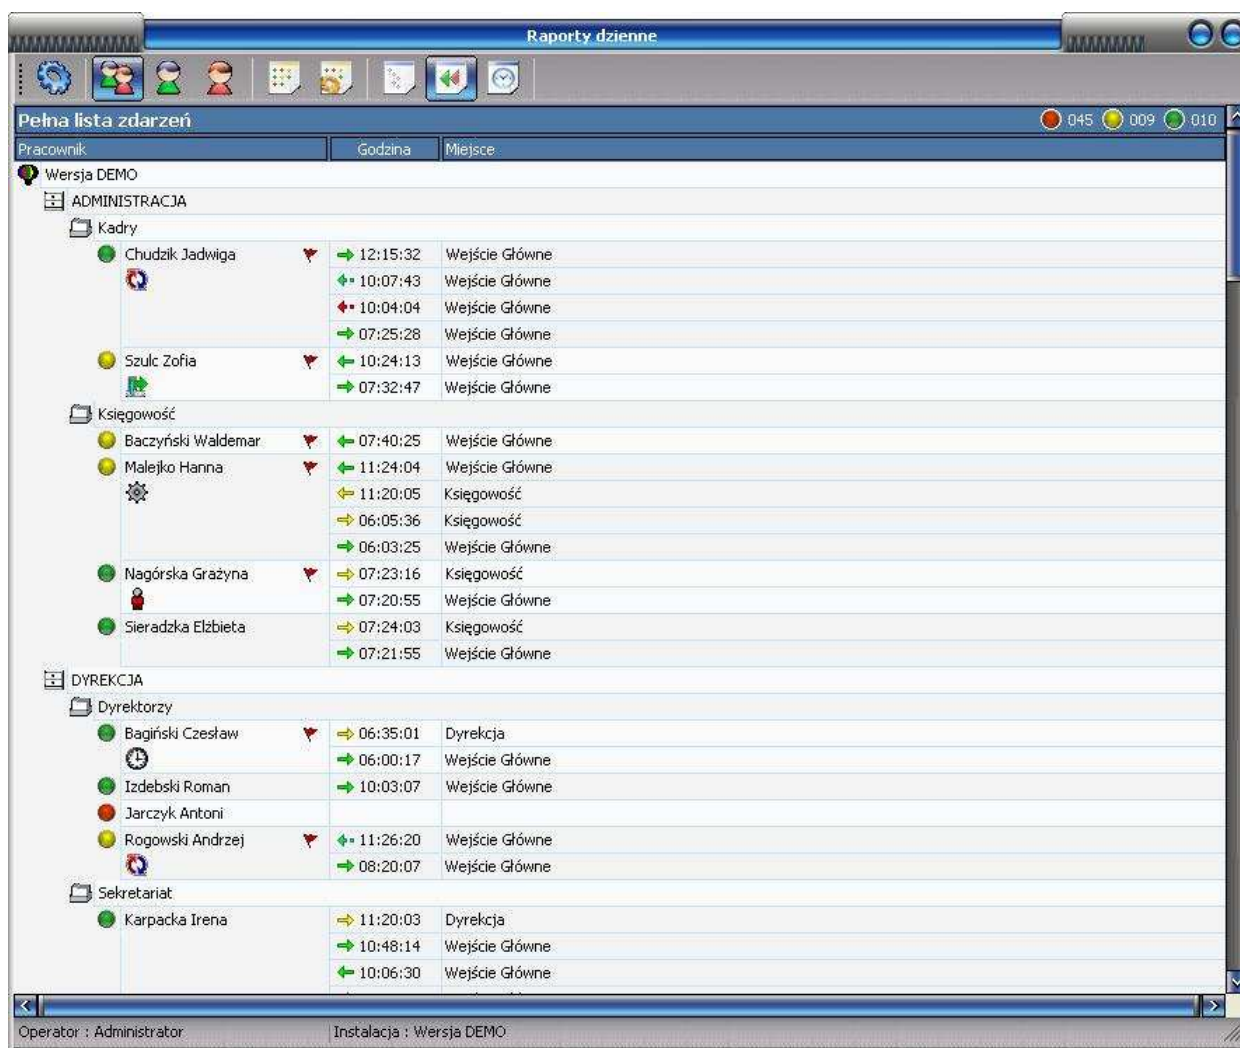 Raporty dzienne
Pełna lista zdarzeń 045 009 010
Pracownik Godzina Miejsce
Wersja DEMO
ADMINISTRACJA
Kadry
Chudzik Jadwiga 12:15:32 Wejście Główne
10:07:43 Wejście Główne
10:04:04 Wejście Główne
07:25:28 Wejście Główne
Szulc Zofia 10:24:13 Wejście Główne
07:32:47 Wejście Główne
Księgowość
Baczyński Waldemar 07:40:25 Wejście Główne
Malejko Hanna 11:24:04 Wejście Główne
11:20:05 Księgowość
06:05:36 Księgowość
06:03:25 Wejście Główne
Nagórska Grażyna 07:23:16 Księgowość
07:20:55 Wejście Główne
Sieradzka Elżbieta 07:24:03 Księgowość
07:21:55 Wejście Główne
DYREKCJA
Dyrektorzy
Bagiński Czesław 06:35:01 Dyrekcja
06:00:17 Wejście Główne
Izdebski Roman 10:03:07 Wejście Główne
Jarczyk Antoni
Rogowski Andrzej 11:26:20 Wejście Główne
08:20:07 Wejście Główne
Sekretariat
Karpacka Irena 11:20:03 Dyrekcja
10:48:14 Wejście Główne
10:06:30 Wejście Główne
Operator : Administrator Instalacja : Wersja DEMO